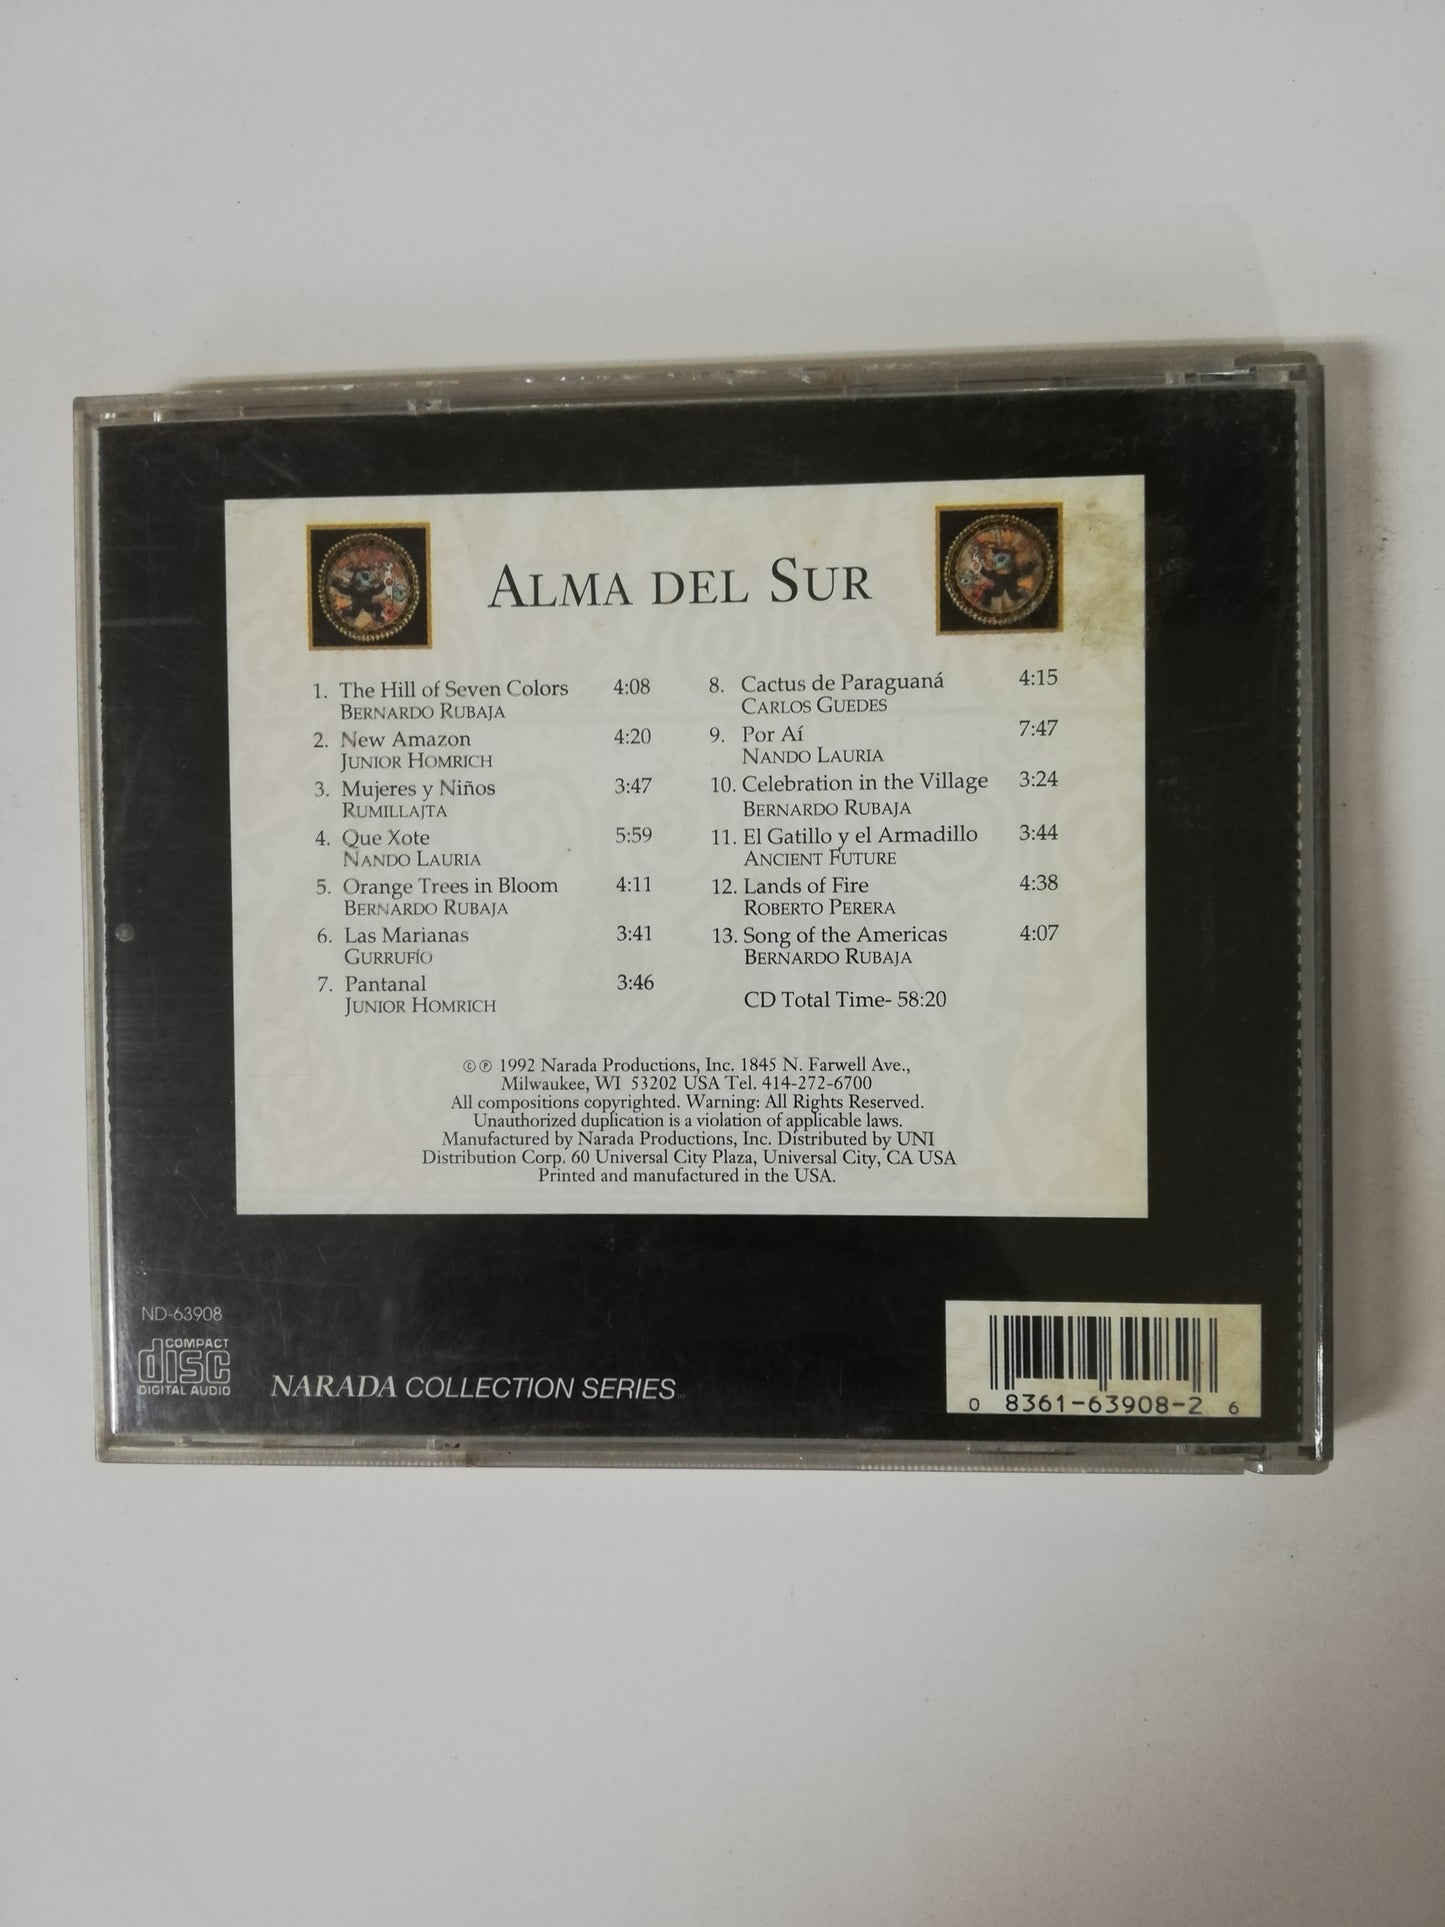 ALMA DEL SUR
1. The Hill of Seven Colors 4:08
BERNARDO RUBAJA
2. New Amazon 4:20
JUNIOR HOMRICH
3. Mujeres y Niños 3:47
RUMILLAJTA
4. Que Xote 5:59
NANDO LAURIA
5. Orange Trees in Bloom 4:11
BERNARDO RUBAJA
6. Las Marianas 3:41
GURRUFÍO
7. Pantanal 3:46
JUNIOR HOMRICH
8. Cactus de Paraguaná 4:15
CARLOS GUEDES
9. Por Aí 7:47
NANDO LAURIA
10. Celebration in the Village 3:24
BERNARDO RUBAJA
11. El Gatillo y el Armadillo 3:44
ANCIENT FUTURE
12. Lands of Fire 4:38
ROBERTO PERERA
13. Song of the Americas 4:07
BERNARDO RUBAJA
CD Total Time- 58:20
©℗ 1992 Narada Productions, Inc. 1845 N. Farwell Ave.,
Milwaukee, WI 53202 USA Tel. 414-272-6700
All compositions copyrighted. Warning: All Rights Reserved.
Unauthorized duplication is a violation of applicable laws.
Manufactured by Narada Productions, Inc. Distributed by UNI
Distribution Corp. 60 Universal City Plaza, Universal City, CA USA
Printed and manufactured in the USA.
ND-63908
COMPACT
disc
DIGITAL AUDIO
NARADA COLLECTION SERIES™
0 8361-63908-2 6